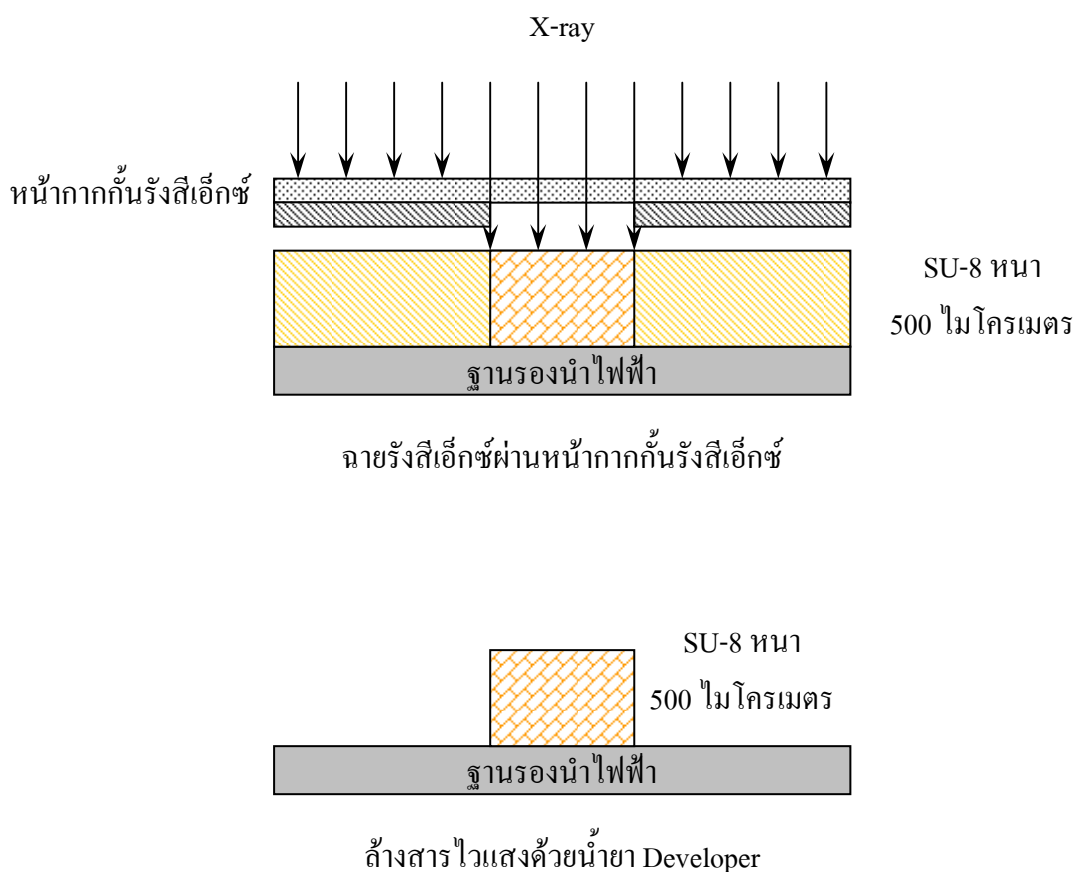 X-ray
หน้ากากกั้นรังสีเอ็กซ์
SU-8 หนา
500 ไมโครเมตร
ฐานรองนำไฟฟ้า
ฉายรังสีเอ็กซ์ผ่านหน้ากากกั้นรังสีเอ็กซ์
SU-8 หนา
500 ไมโครเมตร
ฐานรองนำไฟฟ้า
ล้างสารไวแสงด้วยน้ำยา Developer